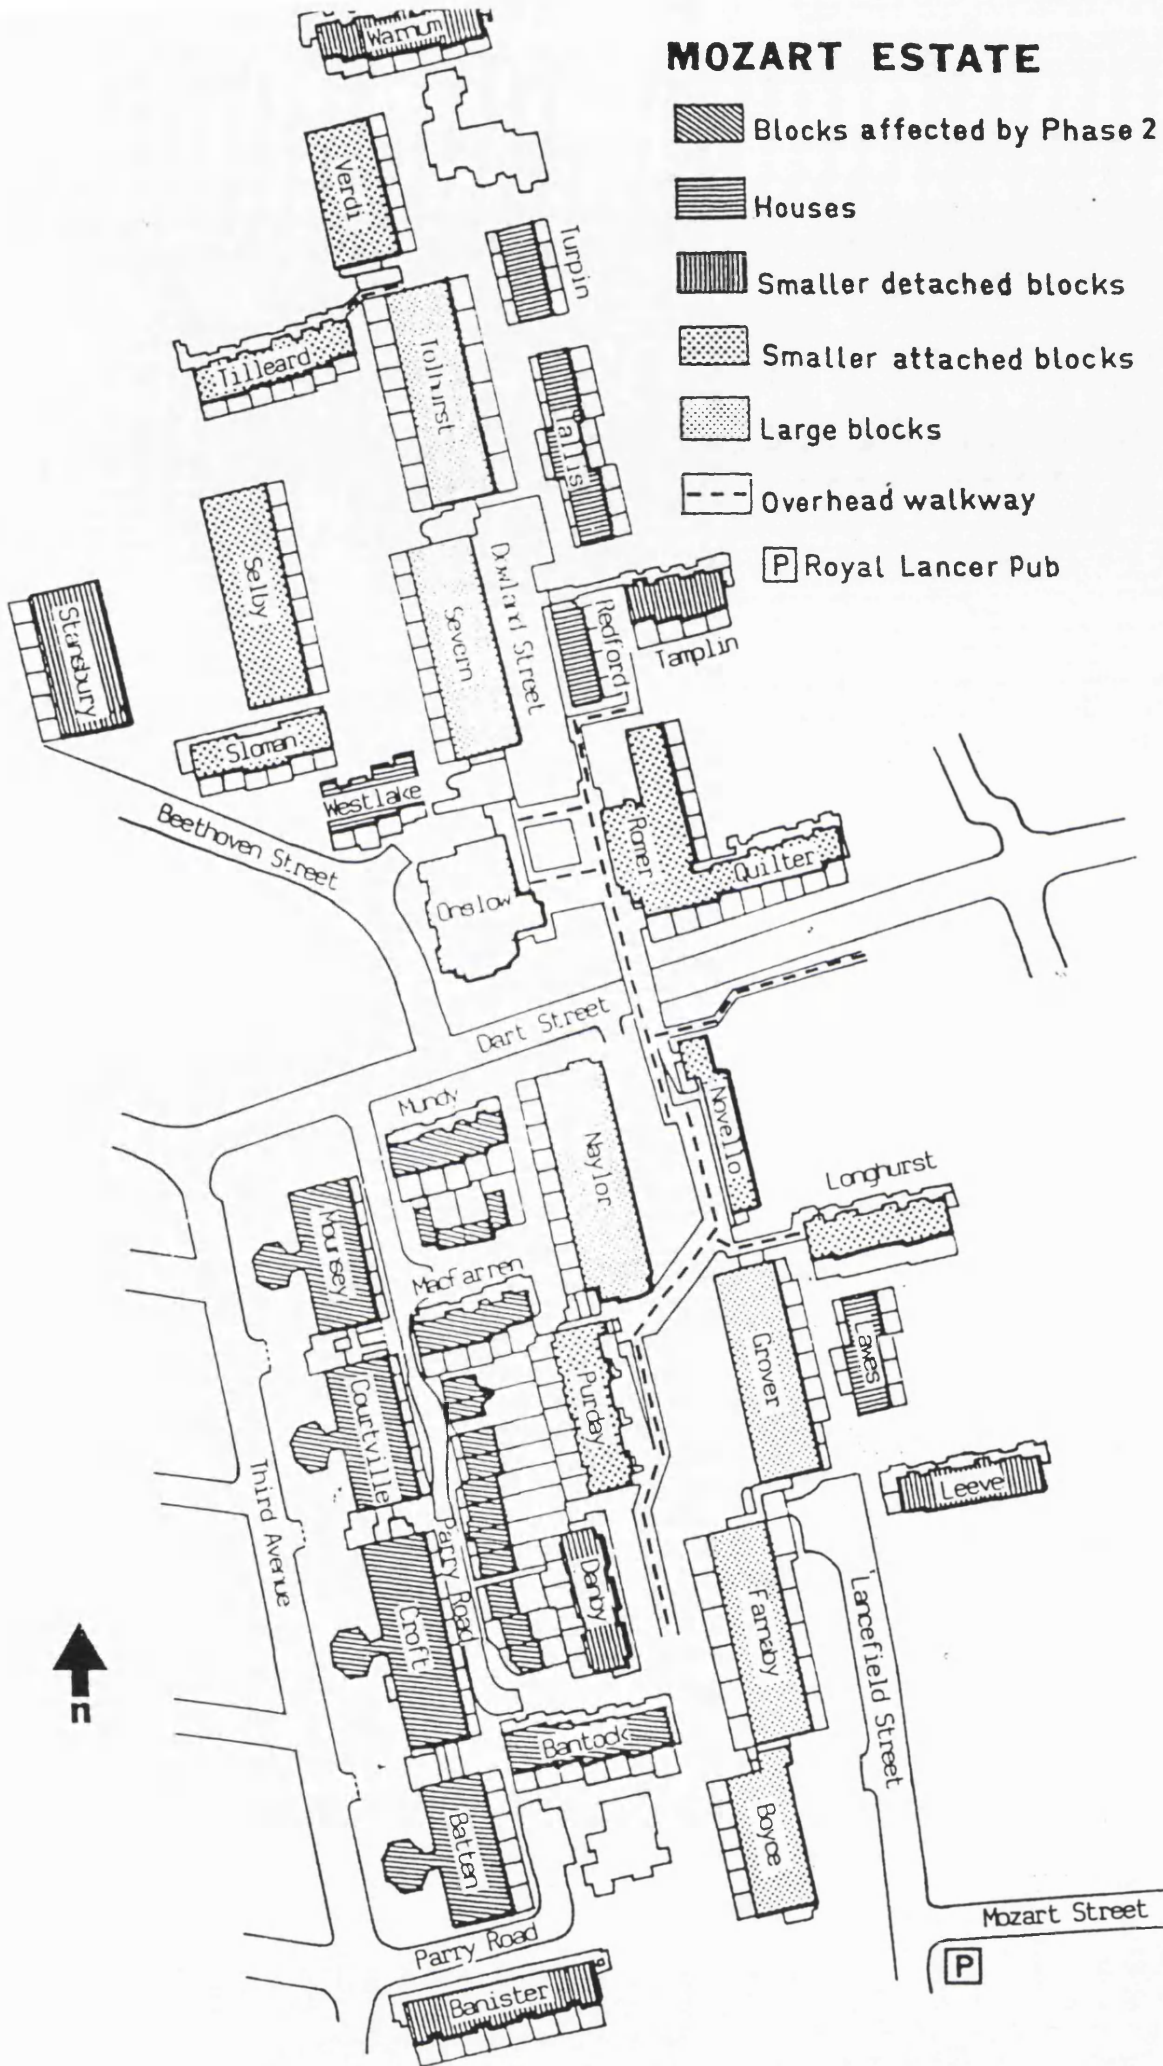 MOZART ESTATE
Blocks affected by Phase 2
Houses
Smaller detached blocks
Smaller attached blocks
Large blocks
Overhead walkway
P Royal Lancer Pub
Warnum
Verdi
Turpin
Tilleard
Tolhurst
Tallis
Selby
Severn
Dowland Street
Stansbury
Redford
Tamplin
Sloman
Westlake
Beethoven Street
Romer
Quilter
Onslow
Dart Street
Mundy
Naylor
Novello
Longhurst
Mounsey
Macfarren
Grover
Lawes
Purday
Courtville
Leeve
Third Avenue
Parry Road
Danby
Farnaby
Lancefield Street
Croft
n
Bantock
Boyce
Batten
Mozart Street
Parry Road
P
Banister